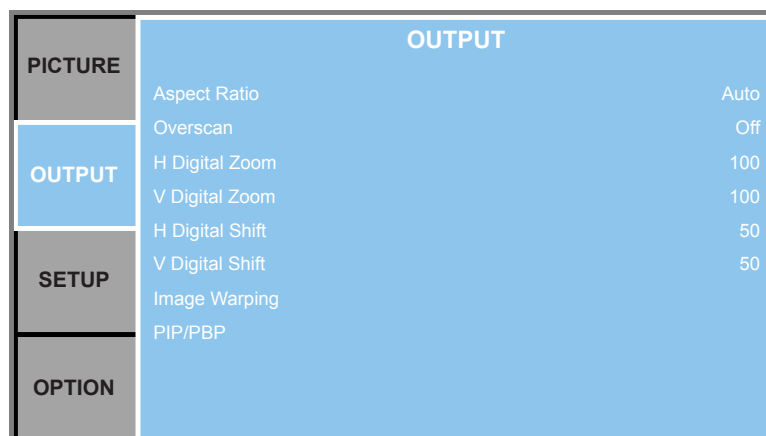 PICTURE
OUTPUT
SETUP
OPTION
OUTPUT
Aspect Ratio Auto
Overscan Off
H Digital Zoom 100
V Digital Zoom 100
H Digital Shift 50
V Digital Shift 50
Image Warping
PIP/PBP